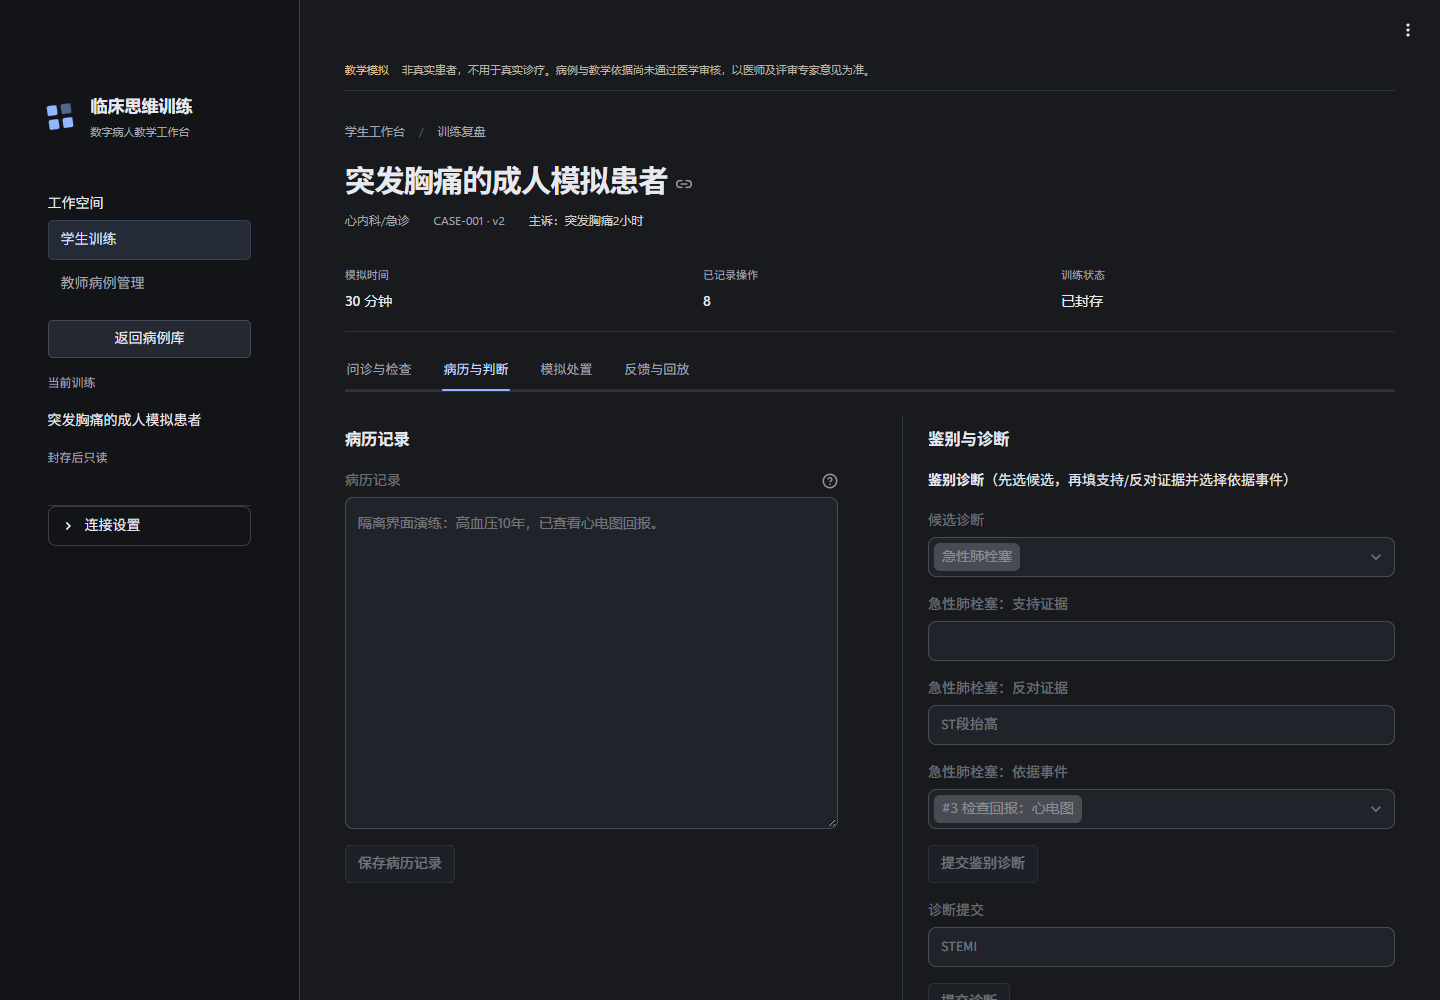 临床思维训练
数字病人教学工作台
工作空间
学生训练
教师病例管理
返回病例库
当前训练
突发胸痛的成人模拟患者
封存后只读
连接设置
教学模拟 非真实患者，不用于真实诊疗。病例与教学依据尚未通过医学审核，以医师及评审专家意见为准。
学生工作台 / 训练复盘
突发胸痛的成人模拟患者
心内科/急诊 CASE-001 · v2 主诉：突发胸痛2小时
模拟时间
30 分钟
已记录操作
8
训练状态
已封存
问诊与检查 病历与判断 模拟处置 反馈与回放
病历记录
病历记录
隔离界面演练：高血压10年，已查看心电图回报。
保存病历记录
鉴别与诊断
鉴别诊断（先选候选，再填支持/反对证据并选择依据事件）
候选诊断
急性肺栓塞
急性肺栓塞：支持证据
急性肺栓塞：反对证据
ST段抬高
急性肺栓塞：依据事件
#3 检查回报：心电图
提交鉴别诊断
诊断提交
STEMI
提交诊断